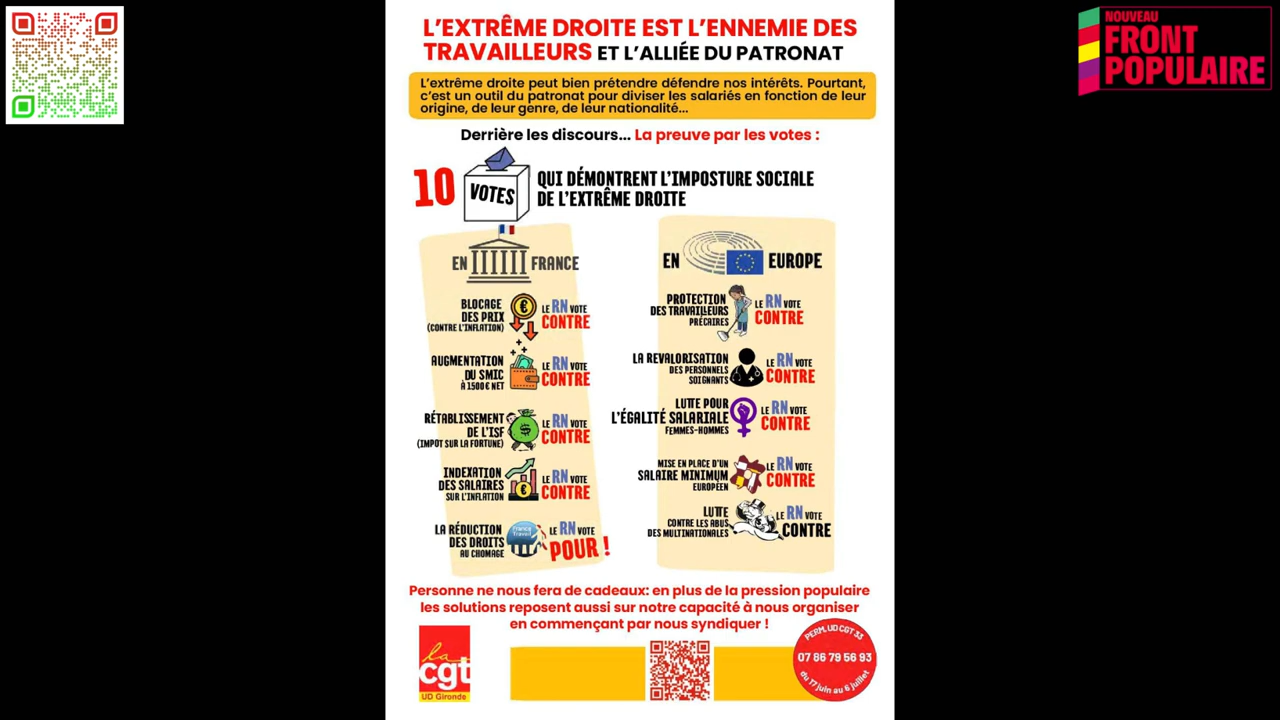 NOUVEAU
FRONT
POPULAIRE
L'EXTRÊME DROITE EST L'ENNEMIE DES
TRAVAILLEURS ET L'ALLIÉE DU PATRONAT
L'extrême droite peut bien prétendre défendre nos intérêts. Pourtant,
c'est un outil du patronat pour diviser les salariés en fonction de leur
origine, de leur genre, de leur nationalité...
Derrière les discours... La preuve par les votes :
10 VOTES QUI DÉMONTRENT L'IMPOSTURE SOCIALE
DE L'EXTRÊME DROITE
EN FRANCE
BLOCAGE
DES PRIX
(CONTRE L'INFLATION)
LE RN VOTE
CONTRE
AUGMENTATION
DU SMIC
À 1500 € NET
LE RN VOTE
CONTRE
RÉTABLISSEMENT
DE L'ISF
(IMPOT SUR LA FORTUNE)
LE RN VOTE
CONTRE
INDEXATION
DES SALAIRES
SUR L'INFLATION
LE RN VOTE
CONTRE
LA RÉDUCTION
DES DROITS
AU CHOMAGE
France
Travail
LE RN VOTE
POUR !
EN EUROPE
PROTECTION
DES TRAVAILLEURS
PRÉCAIRES
LE RN VOTE
CONTRE
LA REVALORISATION
DES PERSONNELS
SOIGNANTS
LE RN VOTE
CONTRE
LUTTE POUR
L'ÉGALITÉ SALARIALE
FEMMES-HOMMES
LE RN VOTE
CONTRE
MISE EN PLACE D'UN
SALAIRE MINIMUM
EUROPÉEN
LE RN VOTE
CONTRE
LUTTE
CONTRE LES ABUS
DES MULTINATIONALES
LE RN VOTE
CONTRE
Personne ne nous fera de cadeaux: en plus de la pression populaire
les solutions reposent aussi sur notre capacité à nous organiser
en commençant par nous syndiquer !
la
cgt
UD Gironde
PERM. UD CGT 33
07 86 79 56 93
du 17 juin au 6 juillet